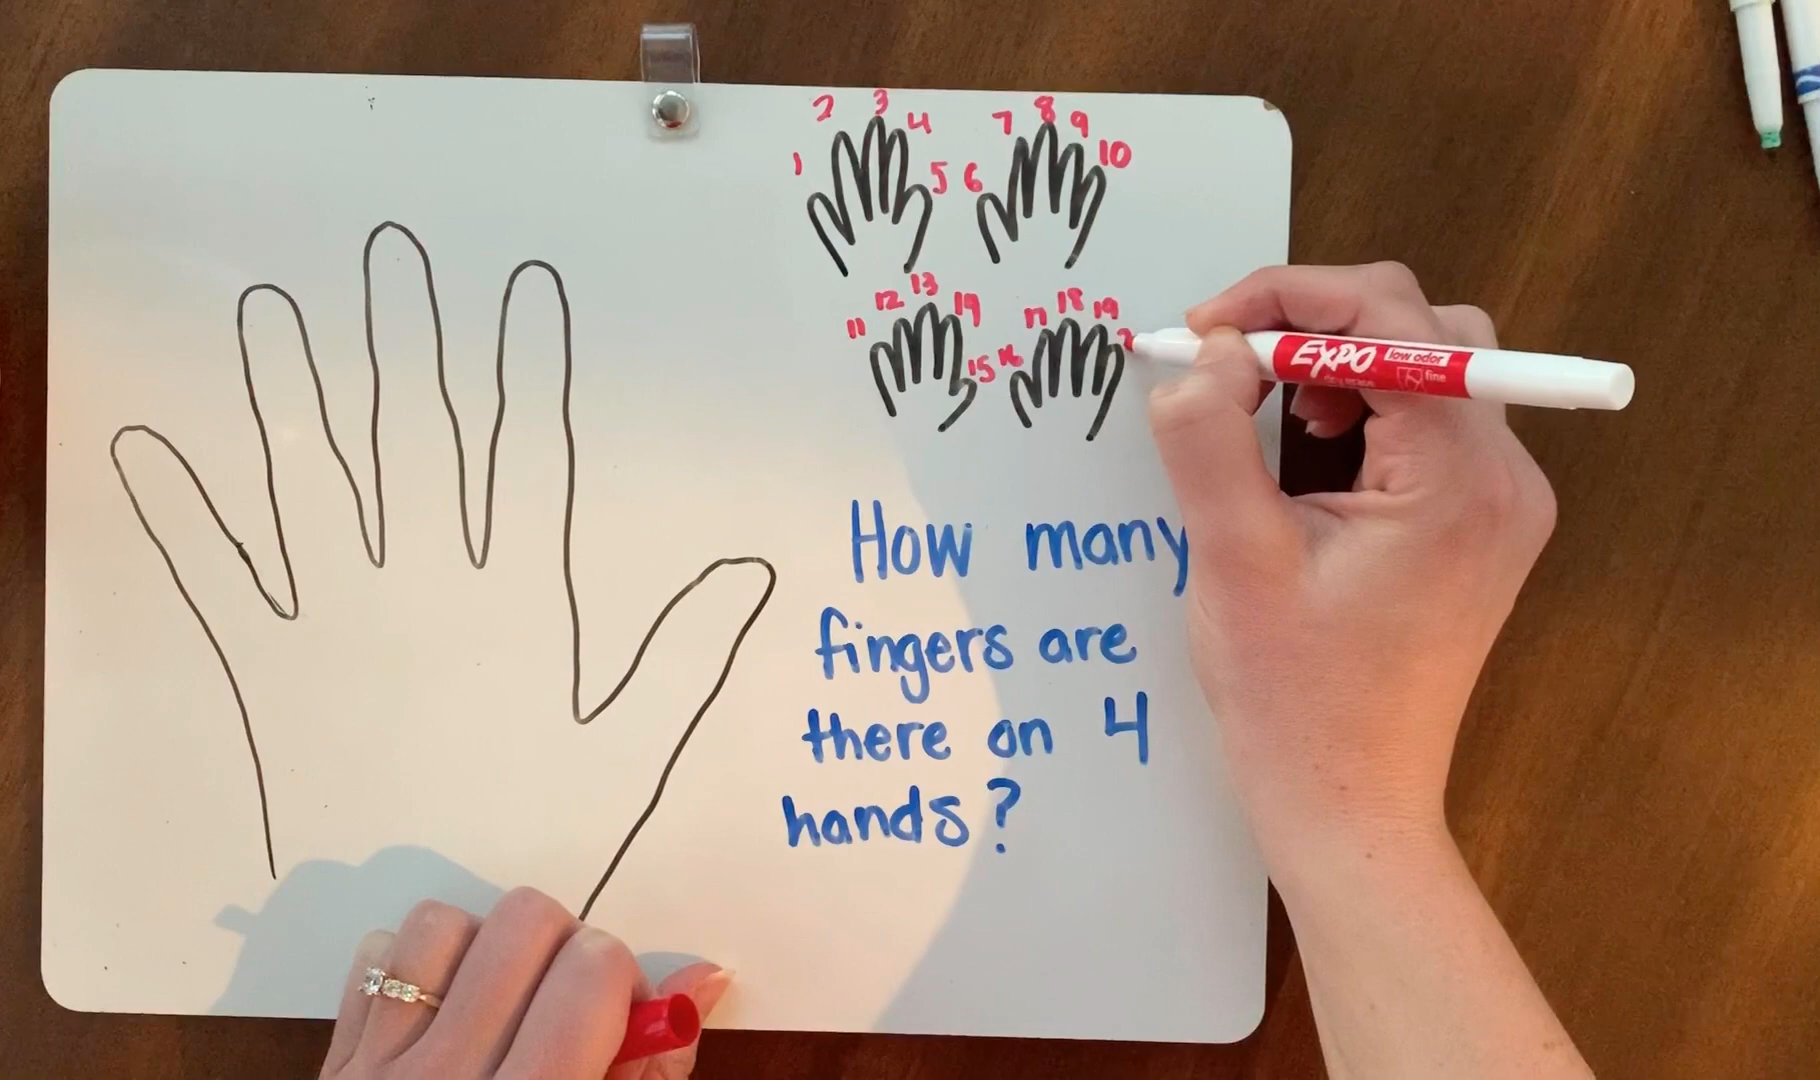 2 3 4 7 8 9
1 5 6 10
12 13 14 17 18 19
11 15 16 2
How many
fingers are
there on 4
hands?
EXPO low odor
fine